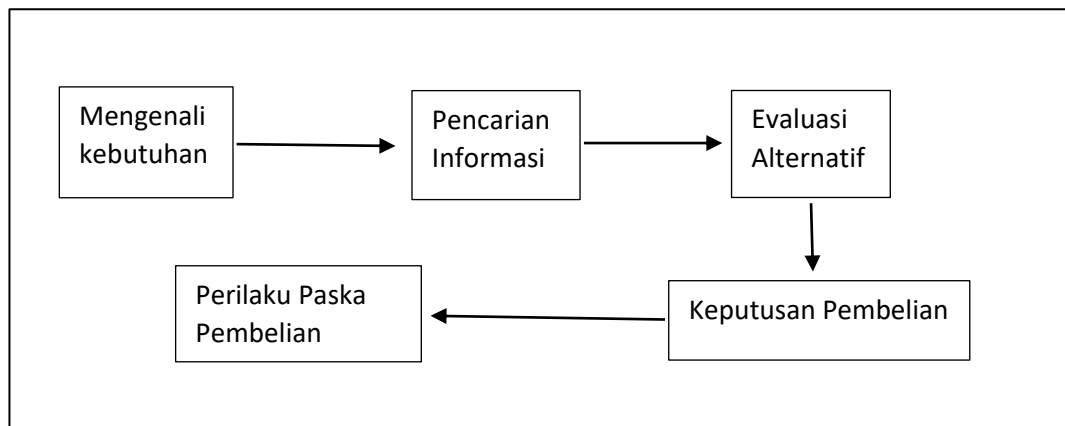 Mengenali
kebutuhan
Pencarian
Informasi
Evaluasi
Alternatif
Keputusan Pembelian
Perilaku Paska
Pembelian